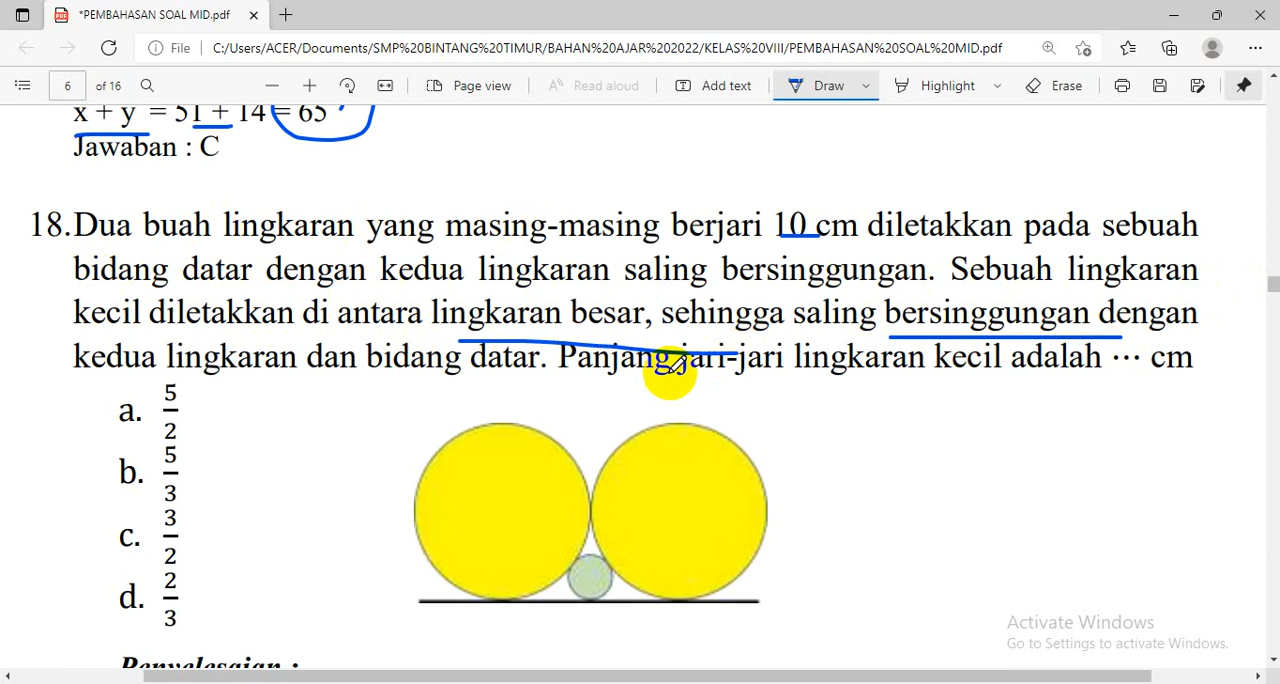 *PEMBAHASAN SOAL MID.pdf
File C:/Users/ACER/Documents/SMP%20BINTANG%20TIMUR/BAHAN%20AJAR%202022/KELAS%20VIII/PEMBAHASAN%20SOAL%20MID.pdf
6 of 16 Page view Read aloud Add text Draw Highlight Erase
x + y = 51 + 14 = 65
Jawaban : C
18.Dua buah lingkaran yang masing-masing berjari 10 cm diletakkan pada sebuah
bidang datar dengan kedua lingkaran saling bersinggungan. Sebuah lingkaran
kecil diletakkan di antara lingkaran besar, sehingga saling bersinggungan dengan
kedua lingkaran dan bidang datar. Panjang jari-jari lingkaran kecil adalah ⋯ cm
a. 5/2
b. 5/3
c. 3/2
d. 2/3
Activate Windows
Go to Settings to activate Windows.
Penyelesaian :